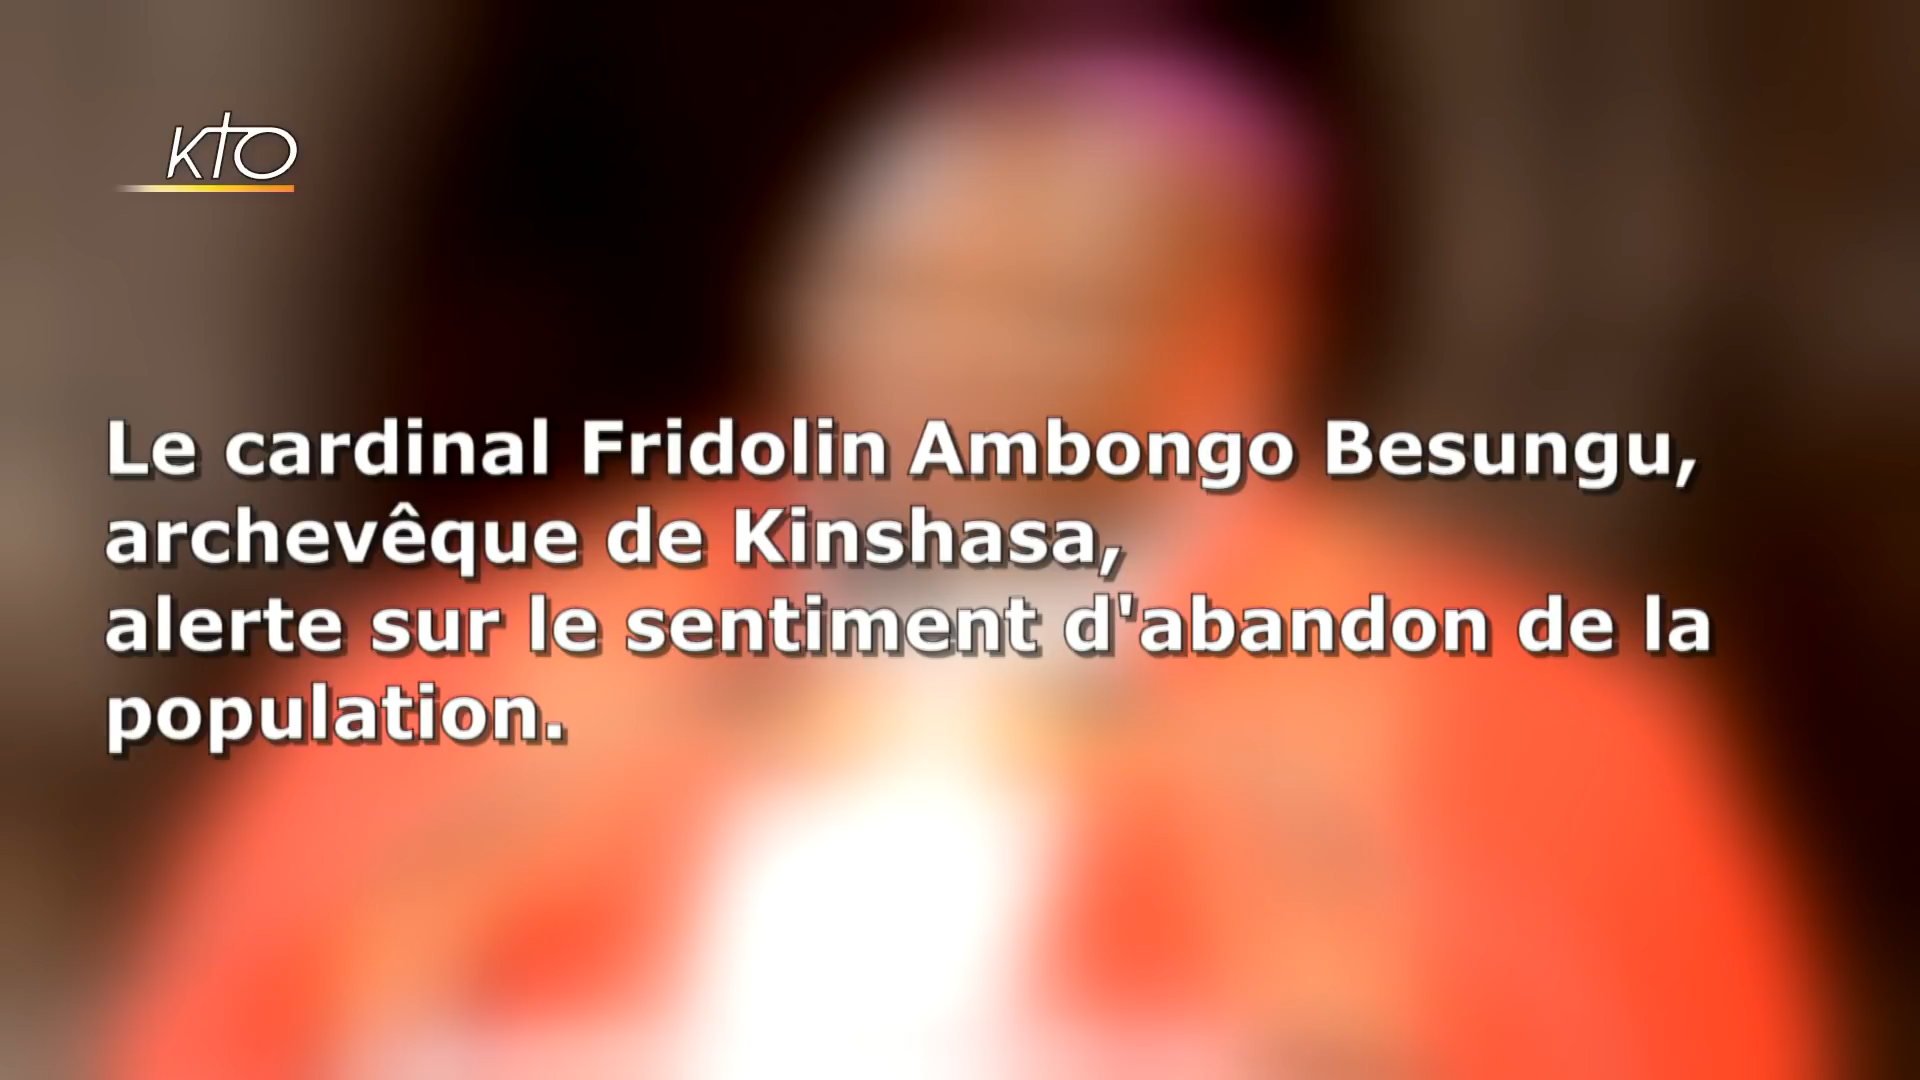 KTO
Le cardinal Fridolin Ambongo Besungu,
archevêque de Kinshasa,
alerte sur le sentiment d'abandon de la
population.